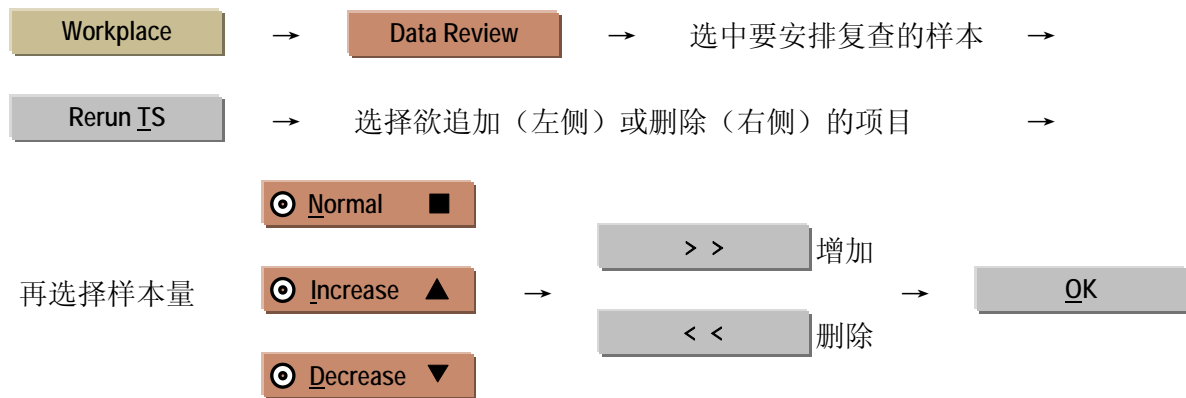 Workplace → Data Review → 选中要安排复查的样本 →
Rerun TS → 选择欲追加（左侧）或删除（右侧）的项目 →
Normal ■
> > 增加
再选择样本量 Increase ▲ → → OK
< < 删除
Decrease ▼